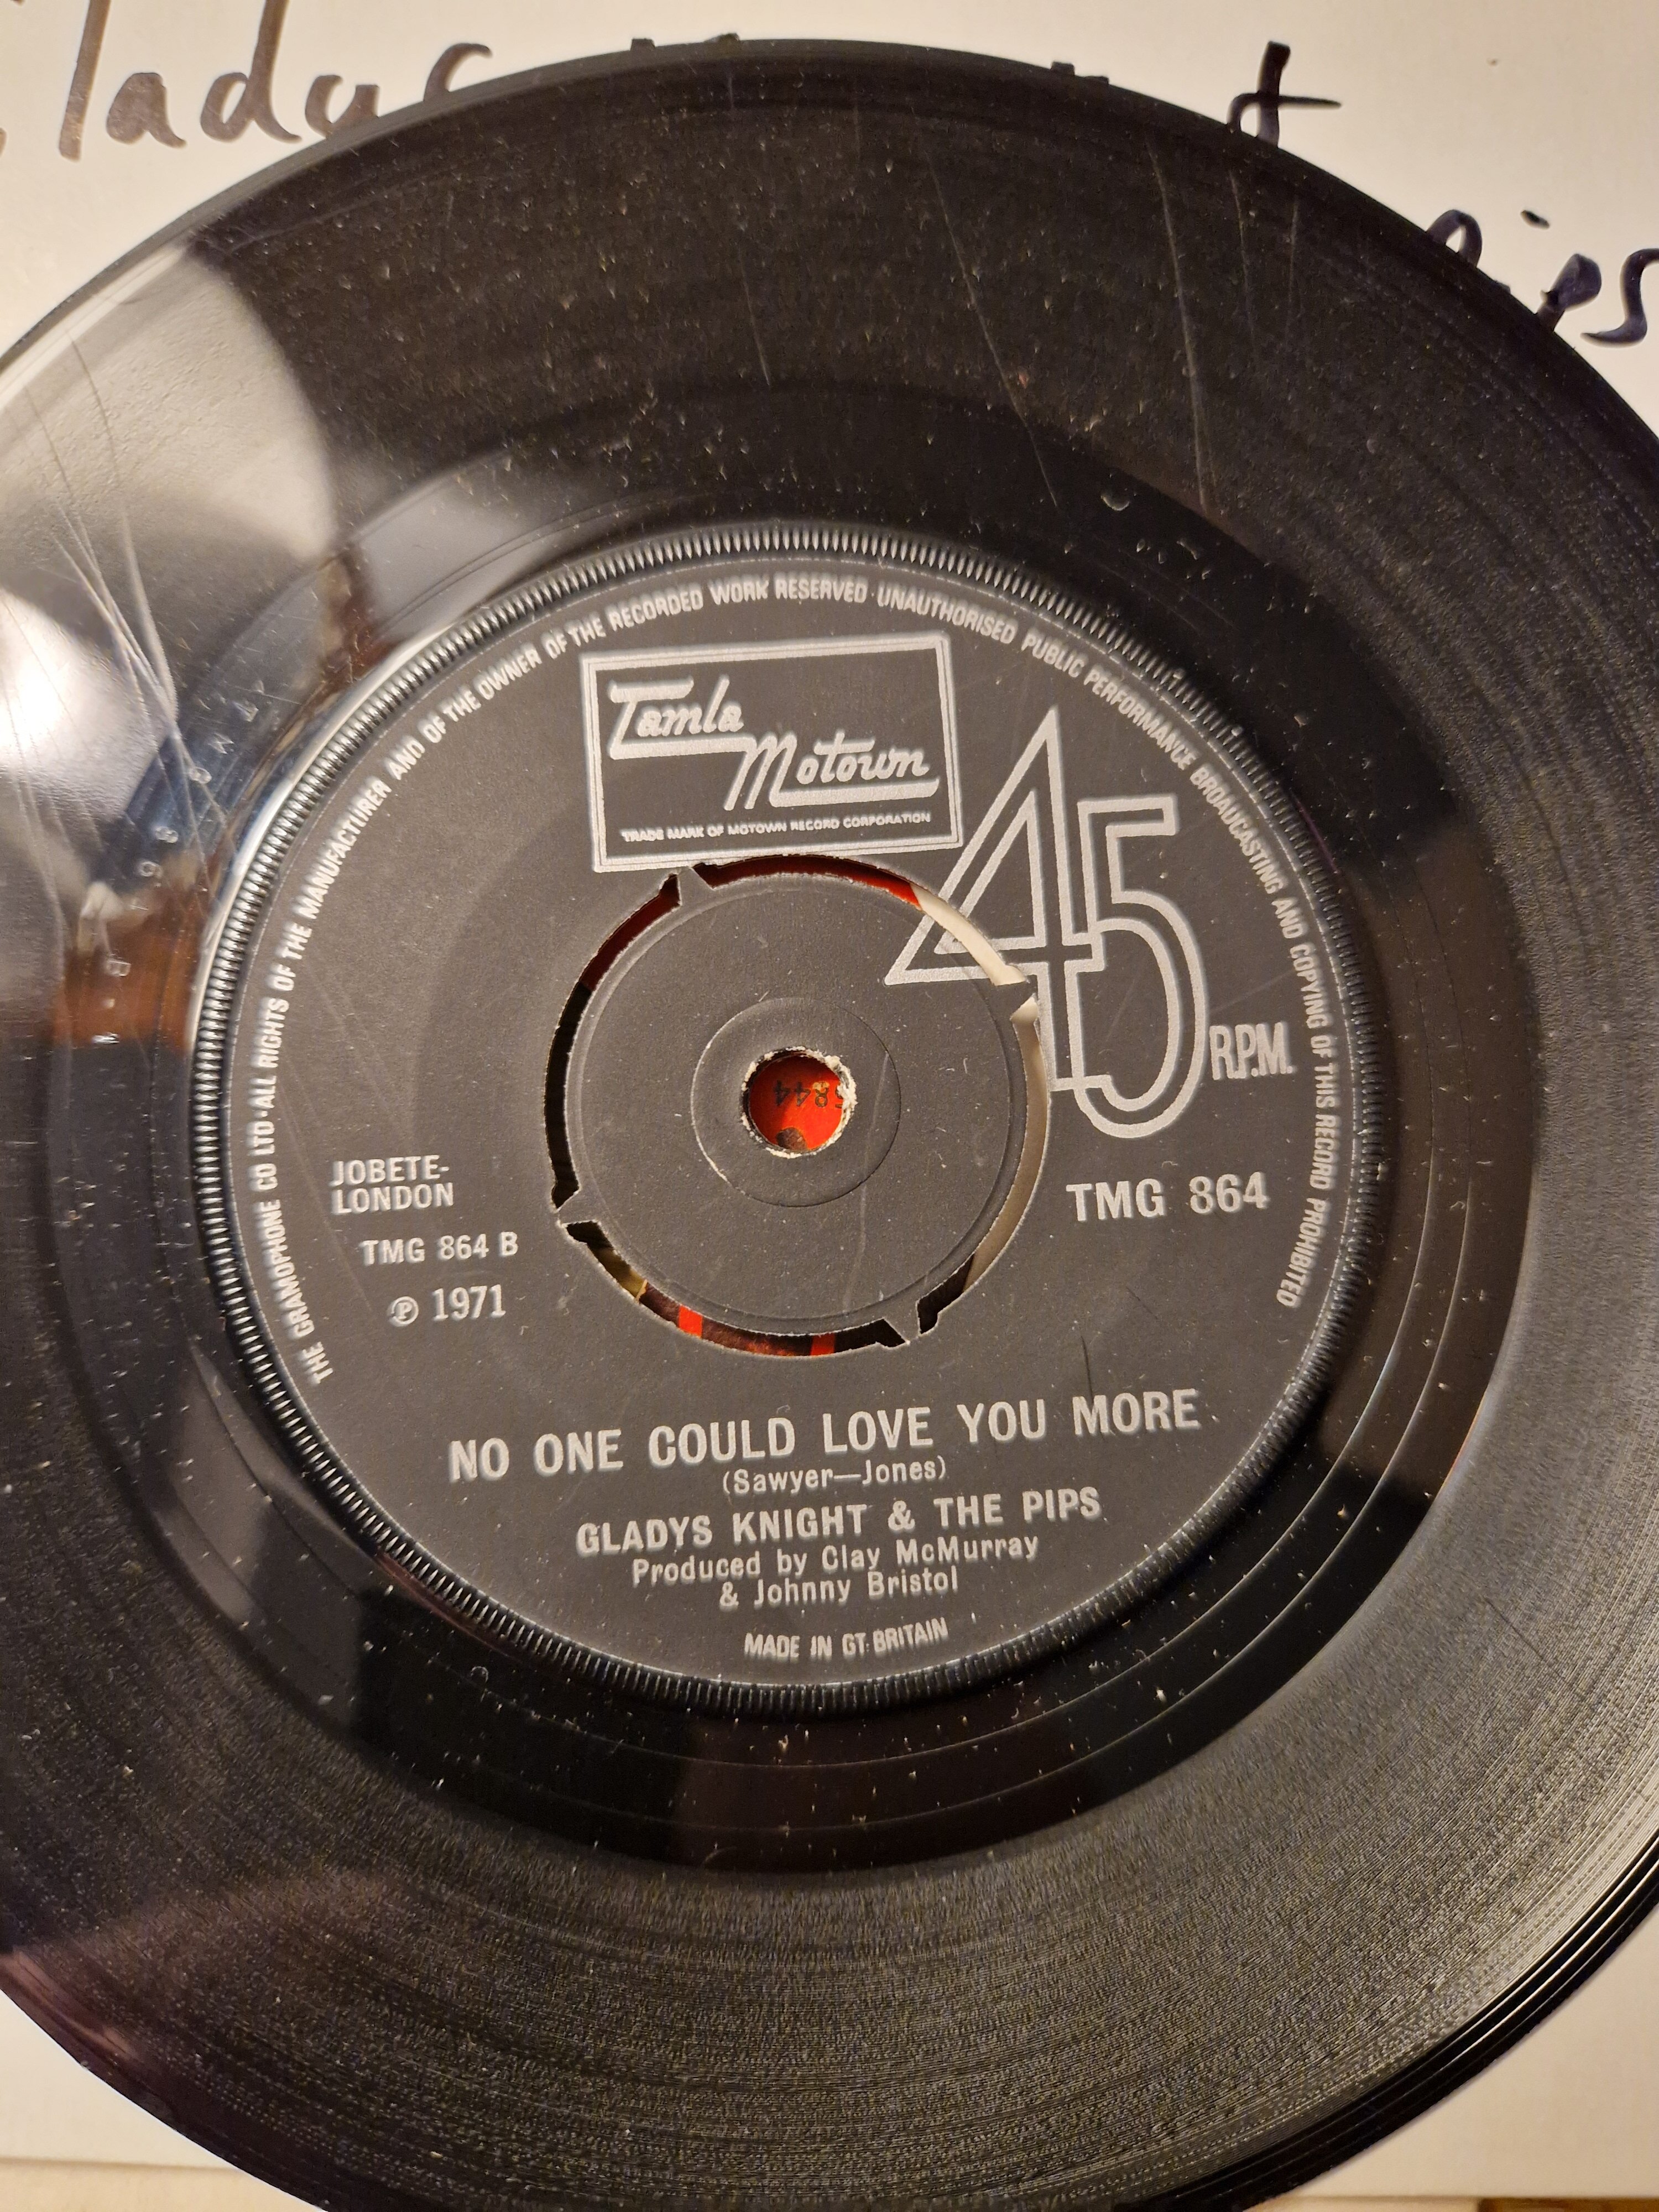 ladys &
ips
THE GRAMOPHONE CO LTD·ALL RIGHTS OF THE MANUFACTURER AND OF THE OWNER OF THE RECORDED WORK RESERVED·UNAUTHORISED PUBLIC PERFORMANCE BROADCASTING AND COPYING OF THIS RECORD PROHIBITED
Tamla
Motown
TRADE MARK OF MOTOWN RECORD CORPORATION
45
R.P.M.
JOBETE-
LONDON
TMG 864
TMG 864 B
℗ 1971
NO ONE COULD LOVE YOU MORE
(Sawyer—Jones)
GLADYS KNIGHT & THE PIPS
Produced by Clay McMurray
& Johnny Bristol
MADE IN GT. BRITAIN